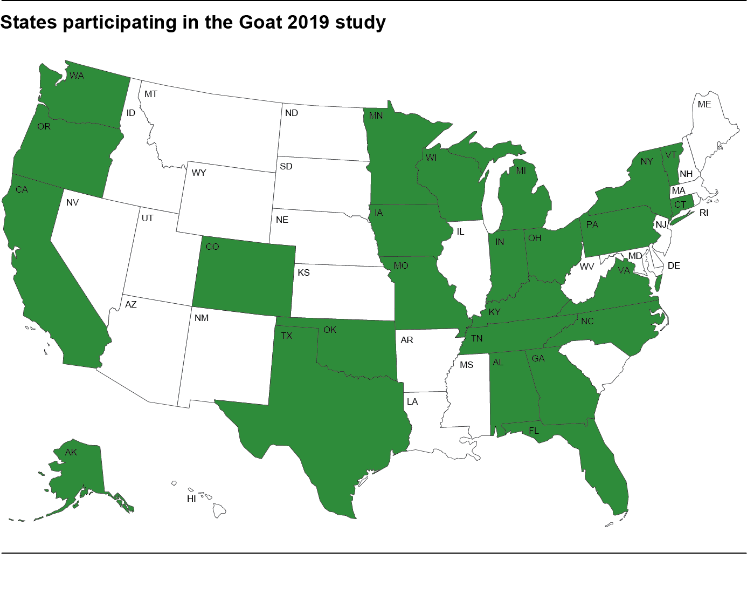 States participating in the Goat 2019 study
WA
MT
ND
MN
ME
ID
OR
WI
NY
VT
NH
MI
SD
WY
MA
CA
NV
UT
NE
IA
CT
RI
IL
IN
OH
PA
NJ
CO
MO
MD
DE
KS
WV
VA
AZ
NM
KY
NC
TX
OK
AR
TN
MS
AL
GA
LA
FL
AK
HI